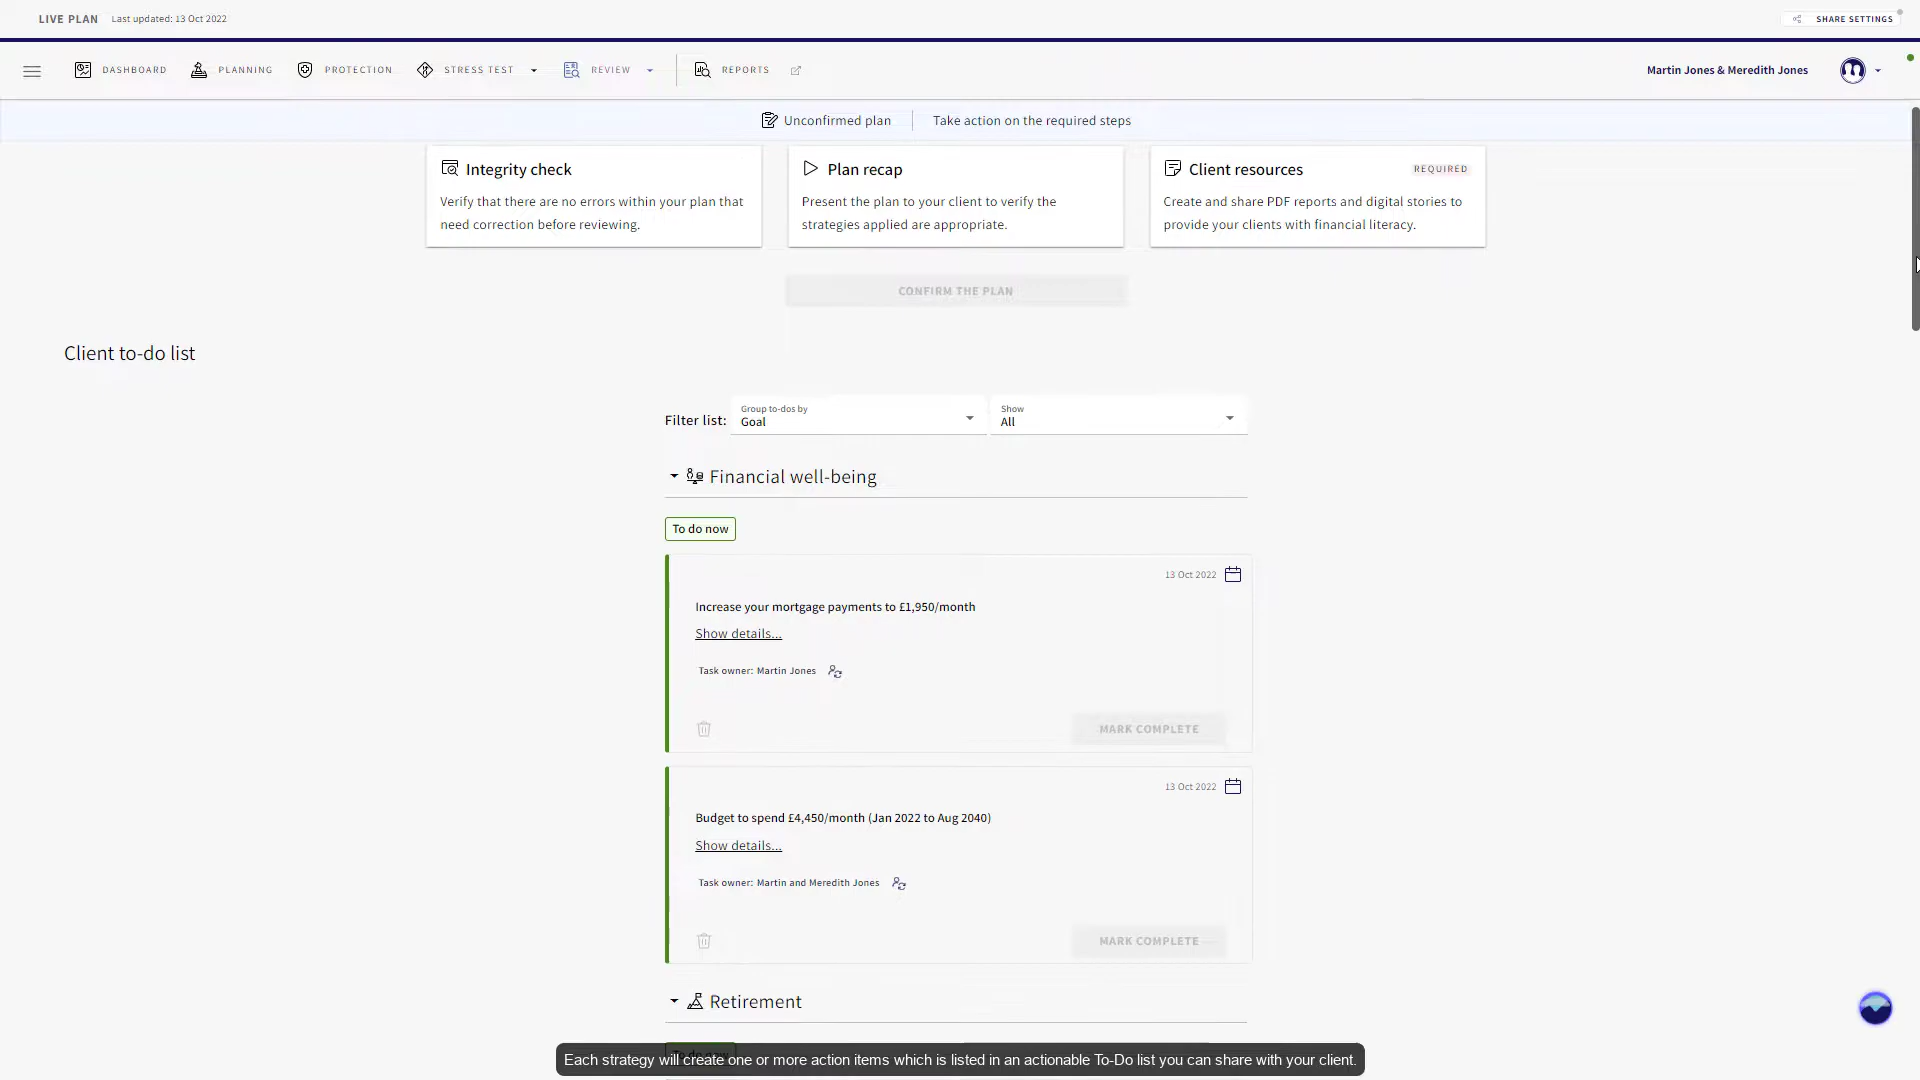 LIVE PLAN Last updated: 13 Oct 2022
SHARE SETTINGS
DASHBOARD PLANNING PROTECTION STRESS TEST REVIEW REPORTS
Martin Jones & Meredith Jones
Unconfirmed plan Take action on the required steps
Integrity check
Verify that there are no errors within your plan that
need correction before reviewing.
Plan recap
Present the plan to your client to verify the
strategies applied are appropriate.
Client resources REQUIRED
Create and share PDF reports and digital stories to
provide your clients with financial literacy.
CONFIRM THE PLAN
Client to-do list
Filter list:
Group to-dos by
Goal
Show
All
Financial well-being
To do now
13 Oct 2022
Increase your mortgage payments to £1,950/month
Show details...
Task owner: Martin Jones
MARK COMPLETE
13 Oct 2022
Budget to spend £4,450/month (Jan 2022 to Aug 2040)
Show details...
Task owner: Martin and Meredith Jones
MARK COMPLETE
Retirement
To do now
Each strategy will create one or more action items which is listed in an actionable To-Do list you can share with your client.